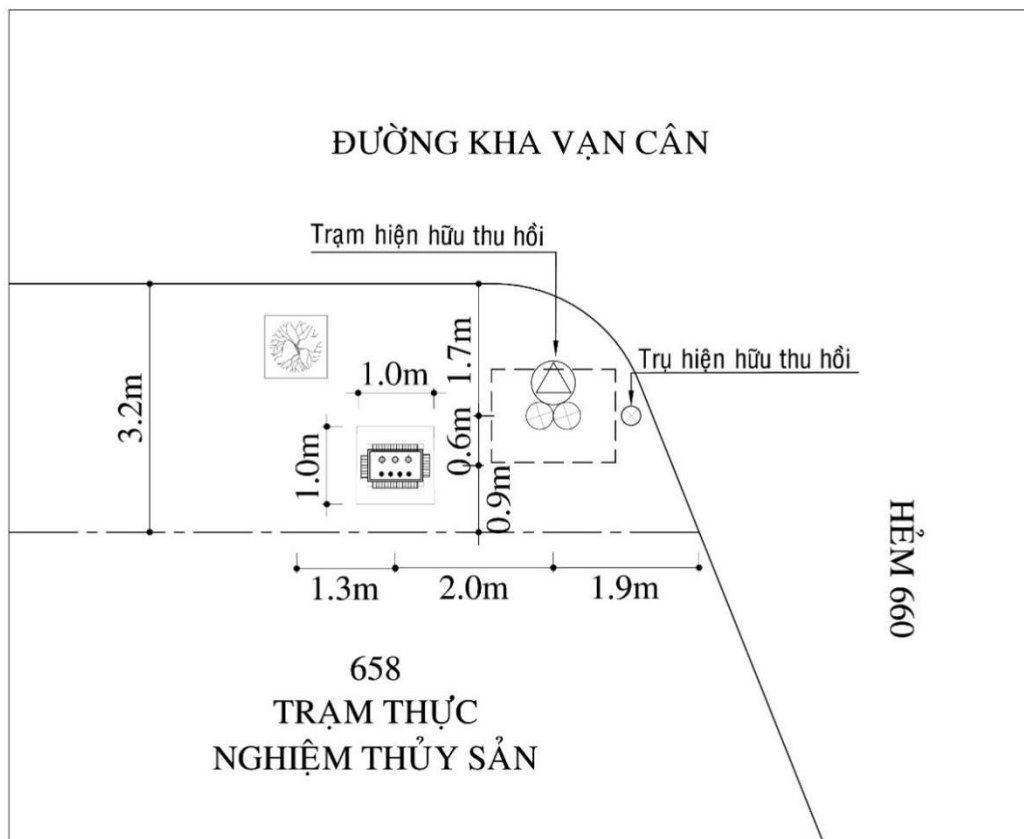 ĐƯỜNG KHA VẠN CÂN
Trạm hiện hữu thu hồi
Trụ hiện hữu thu hồi
1.7m
1.0m
3.2m
0.6m
1.0m
0.9m
HẺM 660
1.3m
2.0m
1.9m
658
TRẠM THỰC
NGHIỆM THỦY SẢN